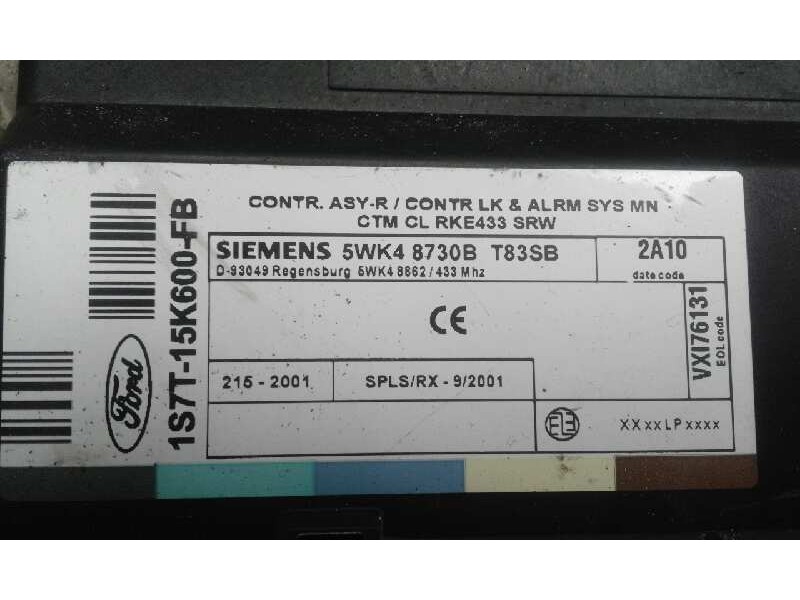 CONTR. ASY-R / CONTR LK & ALRM SYS MN
CTM CL RKE433 SRW
SIEMENS 5WK4 8730B T83SB
D-93049 Regensburg 5WK4 8862 / 433 Mhz
2A10
date code
VXI76131
EOL code
CE
215 - 2001
SPLS/RX - 9/2001
XXxxLPxxxx
Ford
1S7T-15K600-FB